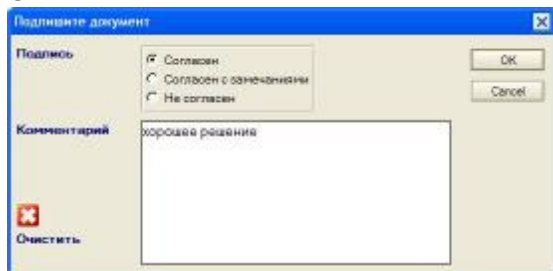 Подпишите документ
Подпись
Согласен
Согласен с замечаниями
Не согласен
OK
Cancel
Комментарий
хорошее решение
Очистить